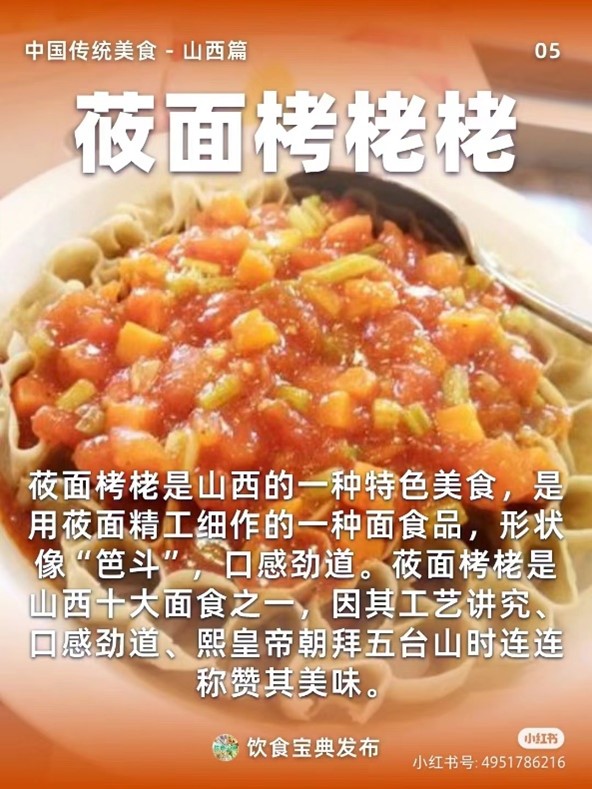 中国传统美食 - 山西篇
05
莜面栲栳栳
莜面栲栳是山西的一种特色美食，是
用莜面精工细作的一种面食品，形状
像“笆斗”，口感劲道。莜面栲栳是
山西十大面食之一，因其工艺讲究、
口感劲道、熙皇帝朝拜五台山时连连
称赞其美味。
饮食宝典发布
小红书
小红书号: 4951786216